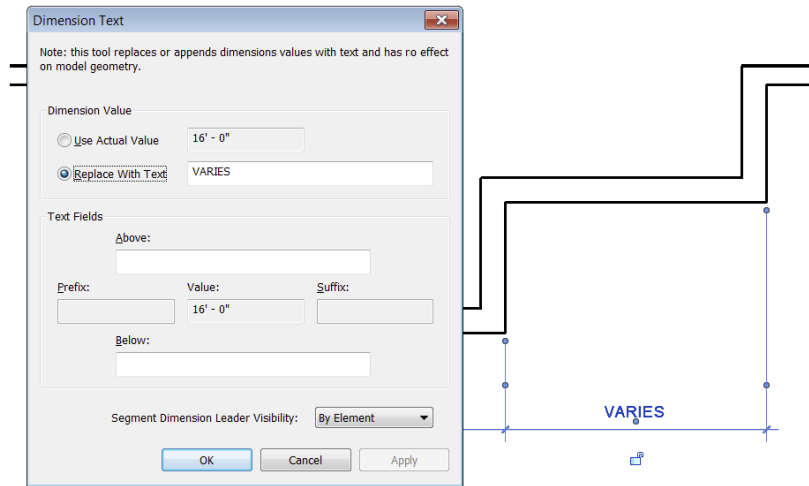 Dimension Text
Note: this tool replaces or appends dimensions values with text and has no effect
on model geometry.
Dimension Value
Use Actual Value
16' - 0"
Replace With Text
VARIES
Text Fields
Above:
Prefix:
Value:
Suffix:
16' - 0"
Below:
Segment Dimension Leader Visibility:
By Element
OK
Cancel
Apply
VARIES